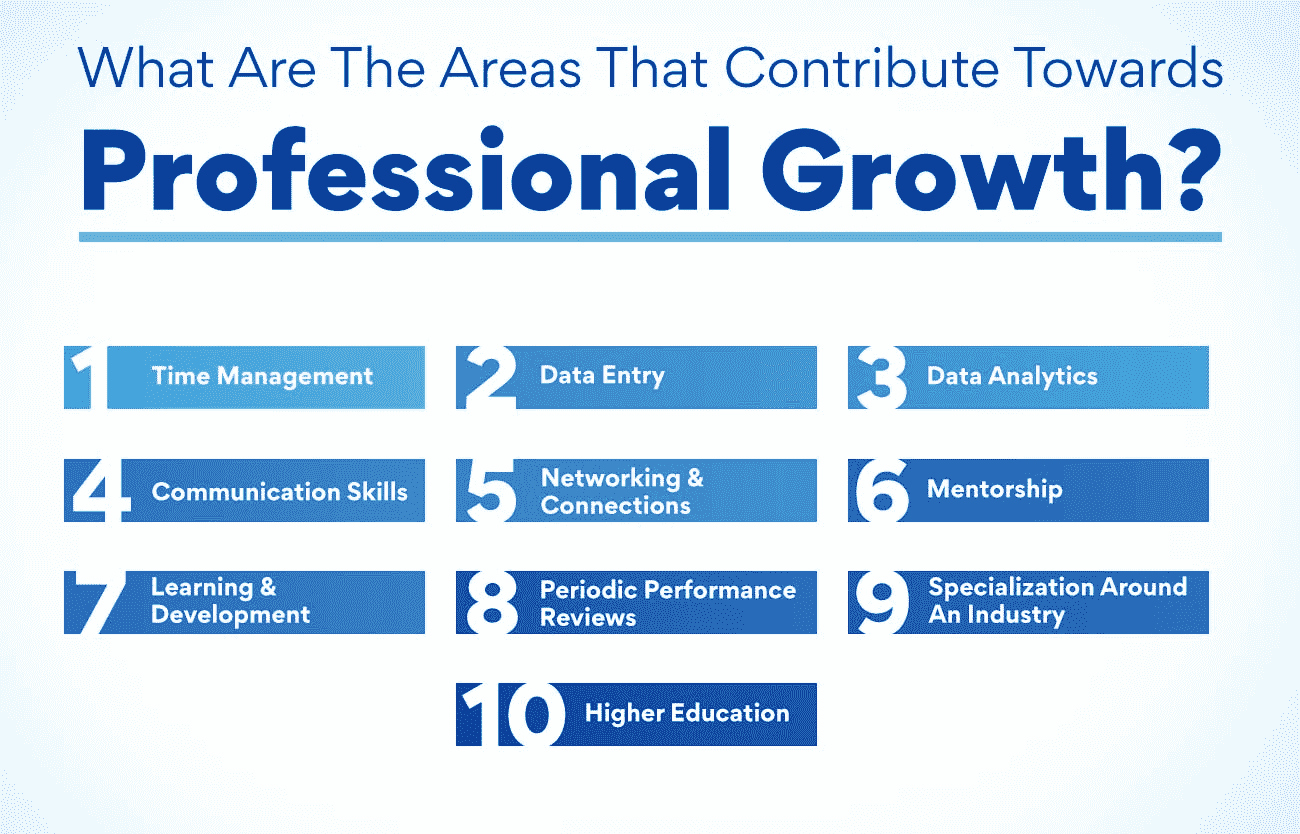 What Are The Areas That Contribute Towards
Professional Growth?
1 Time Management
2 Data Entry
3 Data Analytics
4 Communication Skills
5 Networking &
Connections
6 Mentorship
7 Learning &
Development
8 Periodic Performance
Reviews
9 Specialization Around
An Industry
10 Higher Education